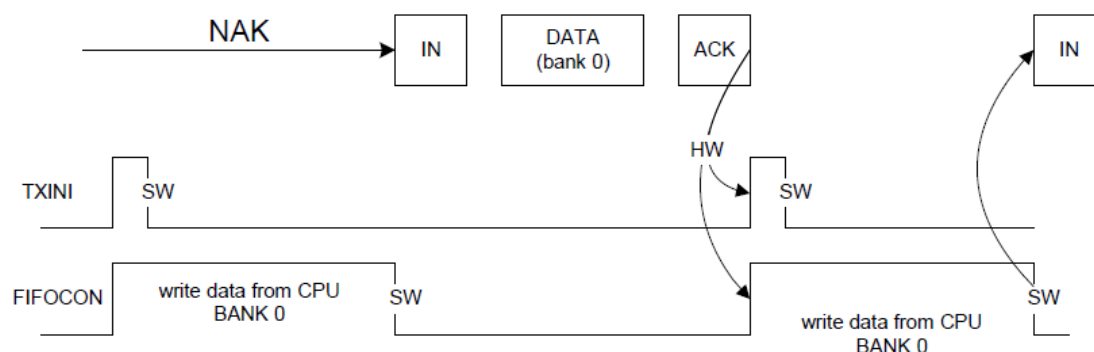 NAK
IN
DATA
(bank 0)
ACK
IN
HW
TXINI
SW
SW
FIFOCON
write data from CPU
BANK 0
SW
write data from CPU
BANK 0
SW